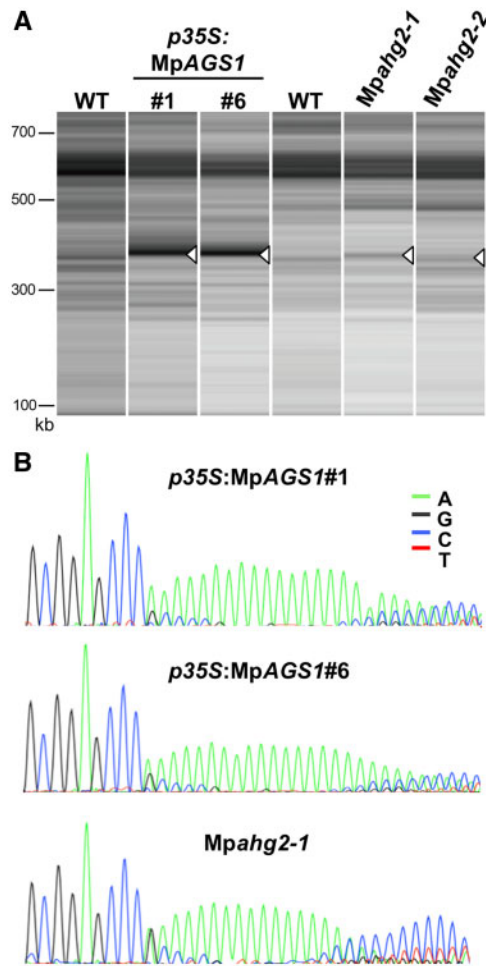 A
p35S:
MpAGS1
Mpahg2-1
Mpahg2-2
WT
#1
#6
WT
700
500
300
100
kb
B
p35S:MpAGS1#1
A
G
C
T
p35S:MpAGS1#6
Mpahg2-1